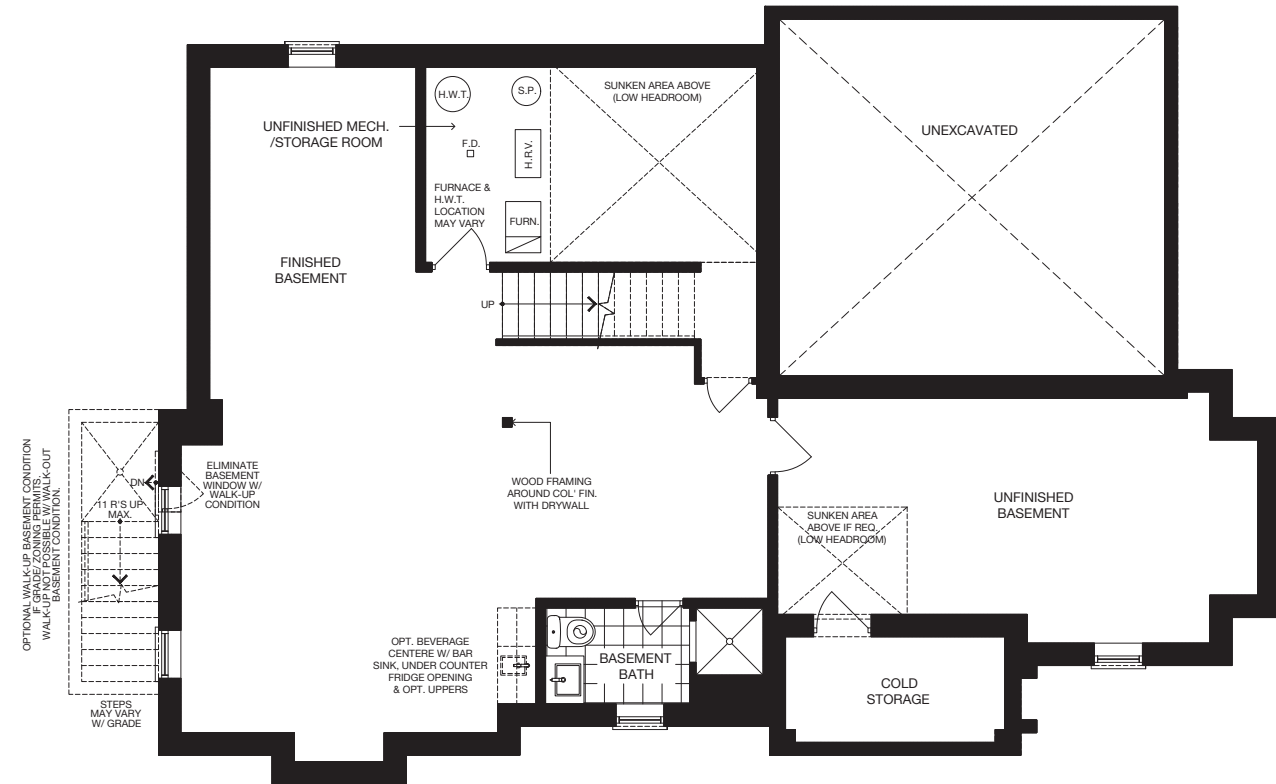 H.W.T.
S.P.
SUNKEN AREA ABOVE
(LOW HEADROOM)
UNFINISHED MECH.
/STORAGE ROOM
F.D.
H.R.V.
FURNACE &
H.W.T.
LOCATION
MAY VARY
FURN.
UNEXCAVATED
FINISHED
BASEMENT
UP
OPTIONAL WALK-UP BASEMENT CONDITION
IF GRADE/ZONING PERMITS.
WALK-UP NOT POSSIBLE W/ WALK-OUT
BASEMENT CONDITION.
DN
11 R'S UP
MAX.
ELIMINATE
BASEMENT
WINDOW W/
WALK-UP
CONDITION
WOOD FRAMING
AROUND COL' FIN.
WITH DRYWALL
UNFINISHED
BASEMENT
SUNKEN AREA
ABOVE IF REQ.
(LOW HEADROOM)
OPT. BEVERAGE
CENTERE W/ BAR
SINK, UNDER COUNTER
FRIDGE OPENING
& OPT. UPPERS
BASEMENT
BATH
COLD
STORAGE
STEPS
MAY VARY
W/ GRADE